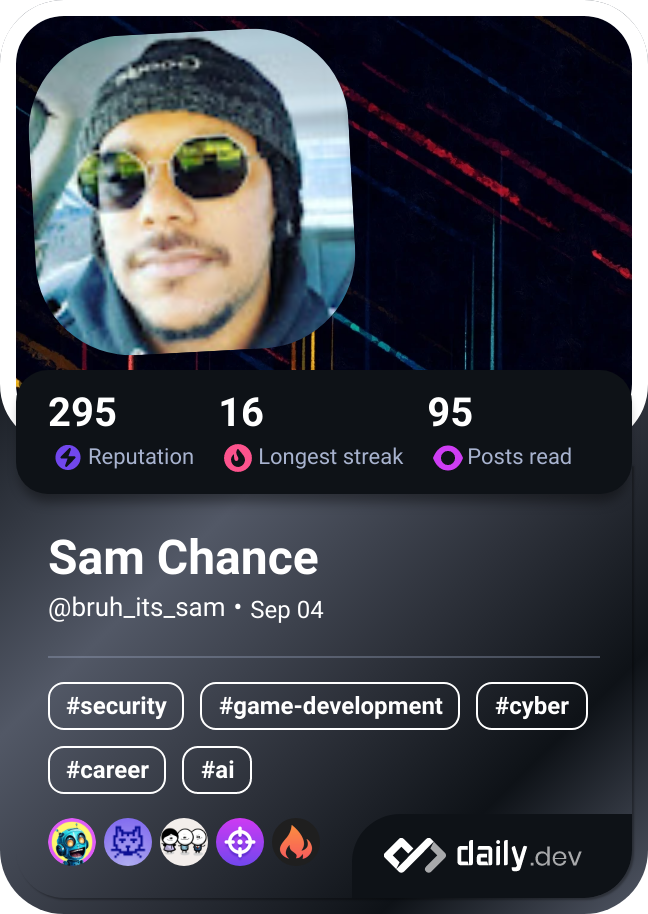 Google
295 16 95
Reputation Longest streak Posts read
Sam Chance
@bruh_its_sam • Sep 04
#security #game-development #cyber
#career #ai
daily.dev